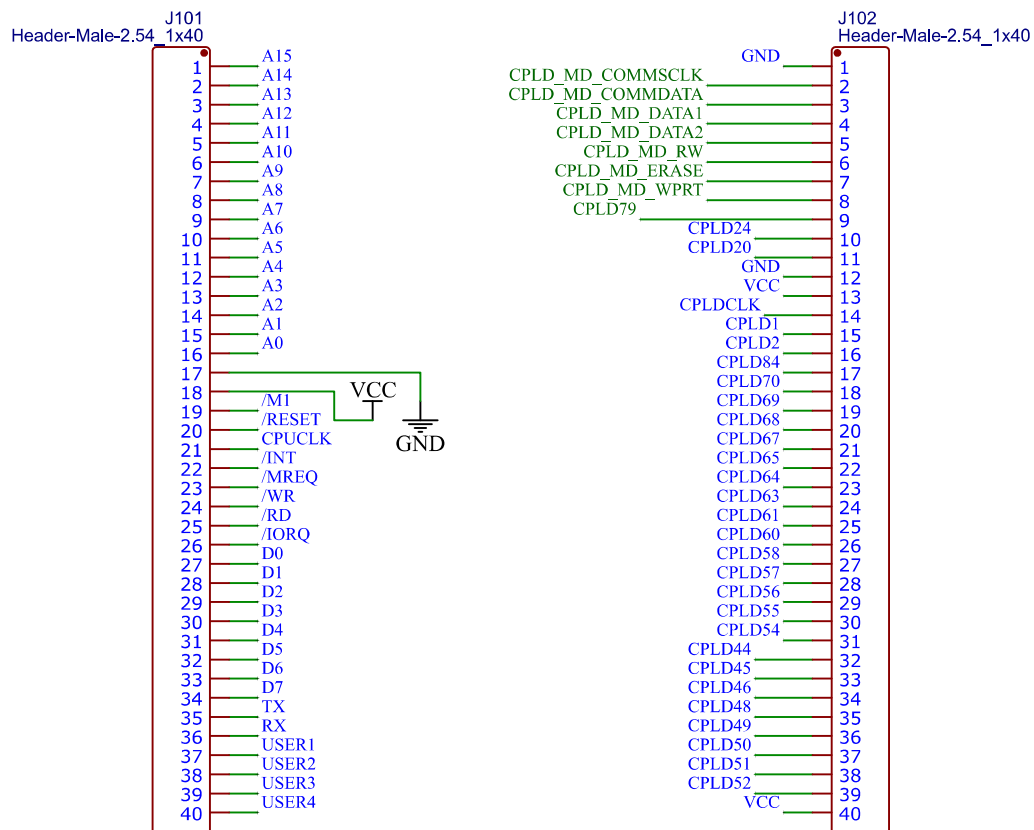 J101
Header-Male-2.54_1x40
A15
1
A14
2
A13
3
A12
4
A11
5
A10
6
A9
7
A8
8
A7
9
A6
10
A5
11
A4
12
A3
13
A2
14
A1
15
A0
16
17
18
VCC
GND
/M1
19
/RESET
20
CPUCLK
21
/INT
22
/MREQ
23
/WR
24
/RD
25
/IORQ
26
D0
27
D1
28
D2
29
D3
30
D4
31
D5
32
D6
33
D7
34
TX
35
RX
36
USER1
37
USER2
38
USER3
39
USER4
40
J102
Header-Male-2.54_1x40
GND
1
CPLD_MD_COMMSCLK
2
CPLD_MD_COMMDATA
3
CPLD_MD_DATA1
4
CPLD_MD_DATA2
5
CPLD_MD_RW
6
CPLD_MD_ERASE
7
CPLD_MD_WPRT
8
CPLD79
9
CPLD24
10
CPLD20
11
GND
12
VCC
13
CPLDCLK
14
CPLD1
15
CPLD2
16
CPLD84
17
CPLD70
18
CPLD69
19
CPLD68
20
CPLD67
21
CPLD65
22
CPLD64
23
CPLD63
24
CPLD61
25
CPLD60
26
CPLD58
27
CPLD57
28
CPLD56
29
CPLD55
30
CPLD54
31
CPLD44
32
CPLD45
33
CPLD46
34
CPLD48
35
CPLD49
36
CPLD50
37
CPLD51
38
CPLD52
39
VCC
40